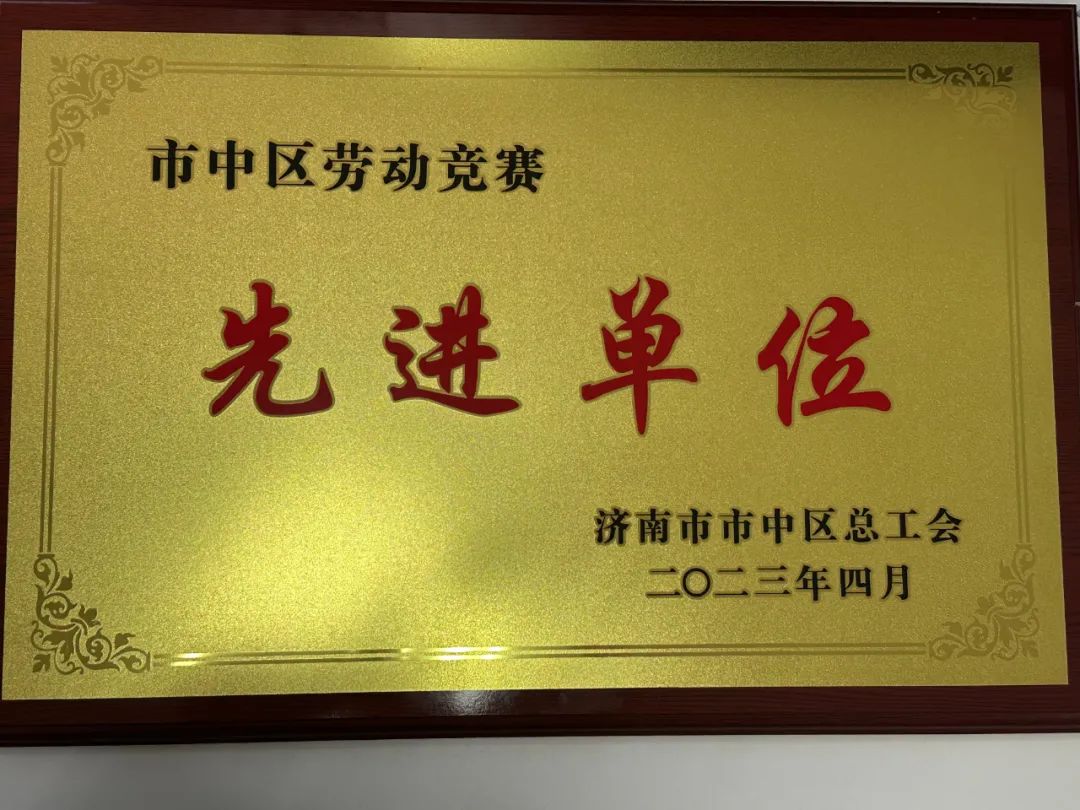 市中区劳动竞赛
先进单位
济南市市中区总工会
二〇二三年四月